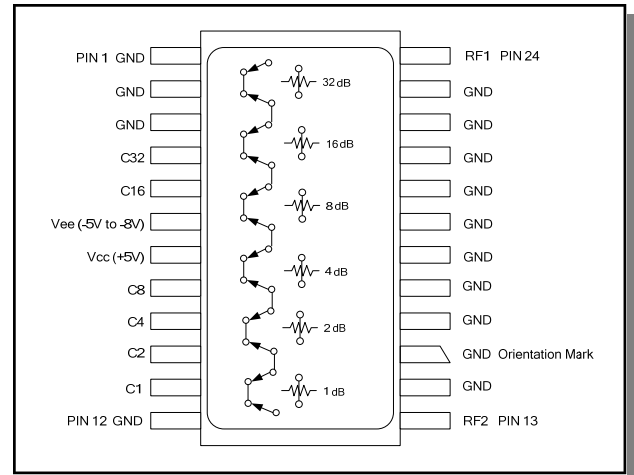 PIN 1 GND
GND
GND
C32
C16
Vee (-5V to -8V)
Vcc (+5V)
C8
C4
C2
C1
PIN 12 GND
32 dB
16 dB
8 dB
4 dB
2 dB
1 dB
RF1 PIN 24
GND
GND
GND
GND
GND
GND
GND
GND
GND Orientation Mark
GND
RF2 PIN 13